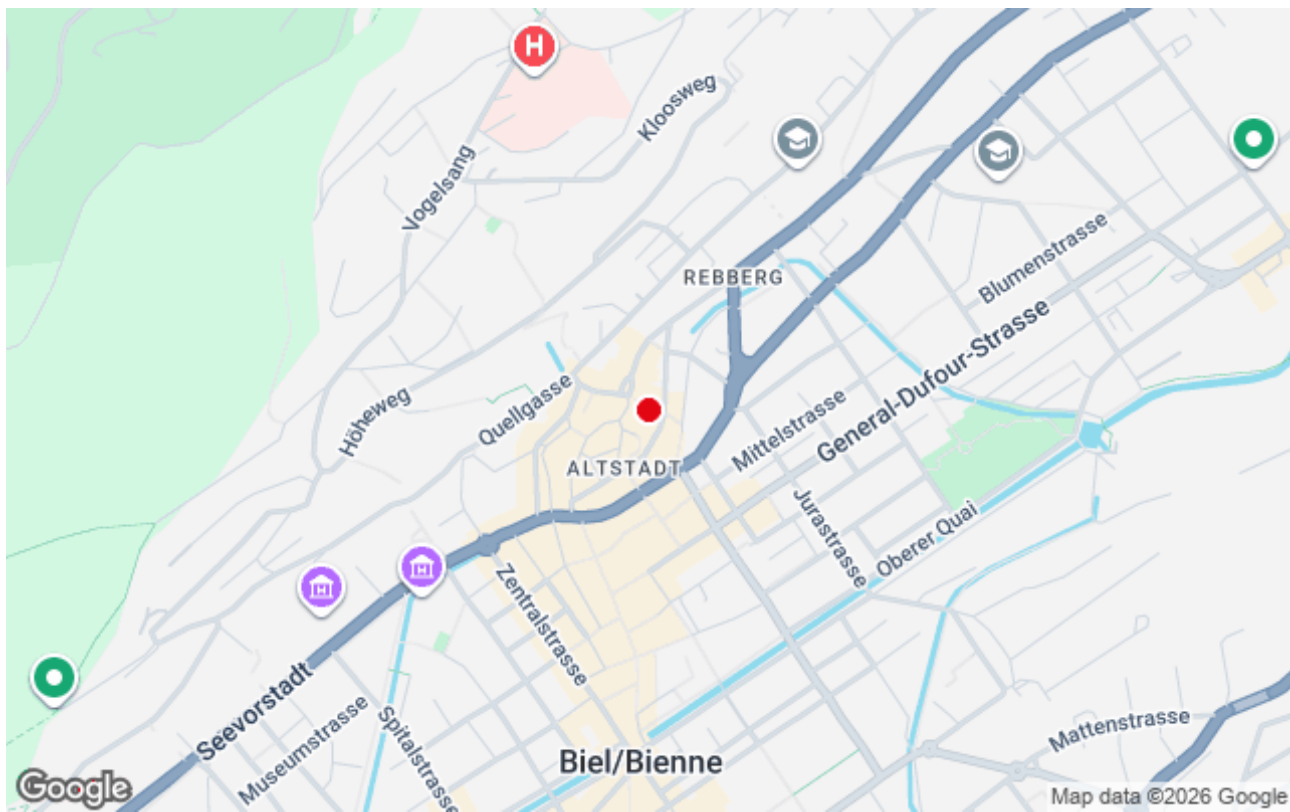 H
Kloosweg
Vogelsang
REBBERG
Blumenstrasse
General-Dufour-Strasse
Höheweg
Quellgasse
Mittelstrasse
ALTSTADT
Jurastrasse
Oberer Quai
Zentralstrasse
Seevorstadt
Museumstrasse
Spitalstrasse
Mattenstrasse
Biel/Bienne
Google
Map data ©2026 Google